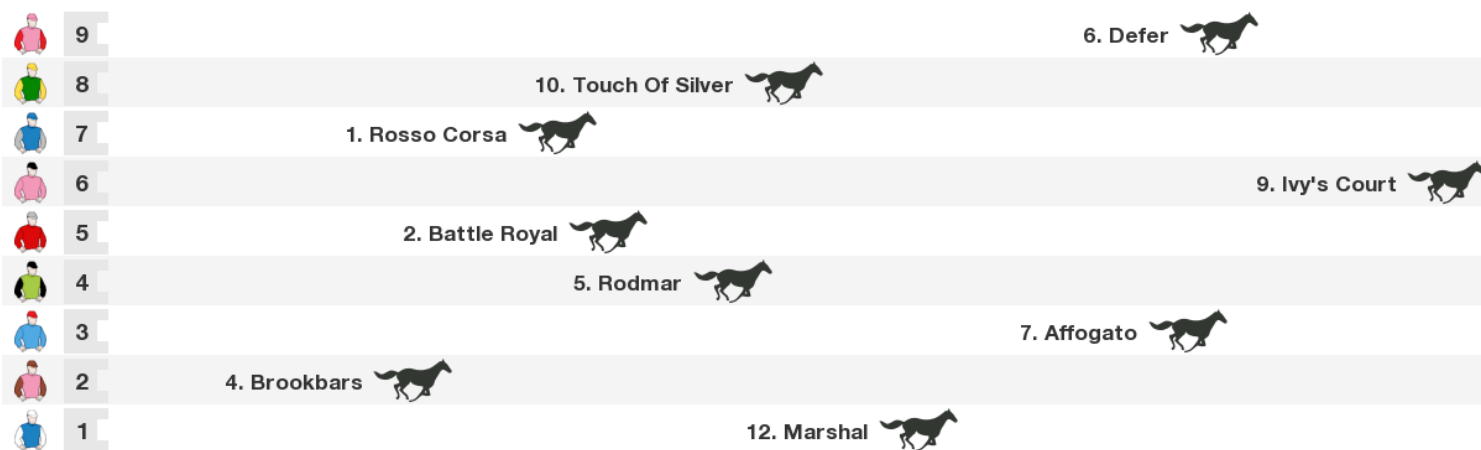 9 6. Defer
8 10. Touch Of Silver
7 1. Rosso Corsa
6 9. Ivy's Court
5 2. Battle Royal
4 5. Rodmar
3 7. Affogato
2 4. Brookbars
1 12. Marshal